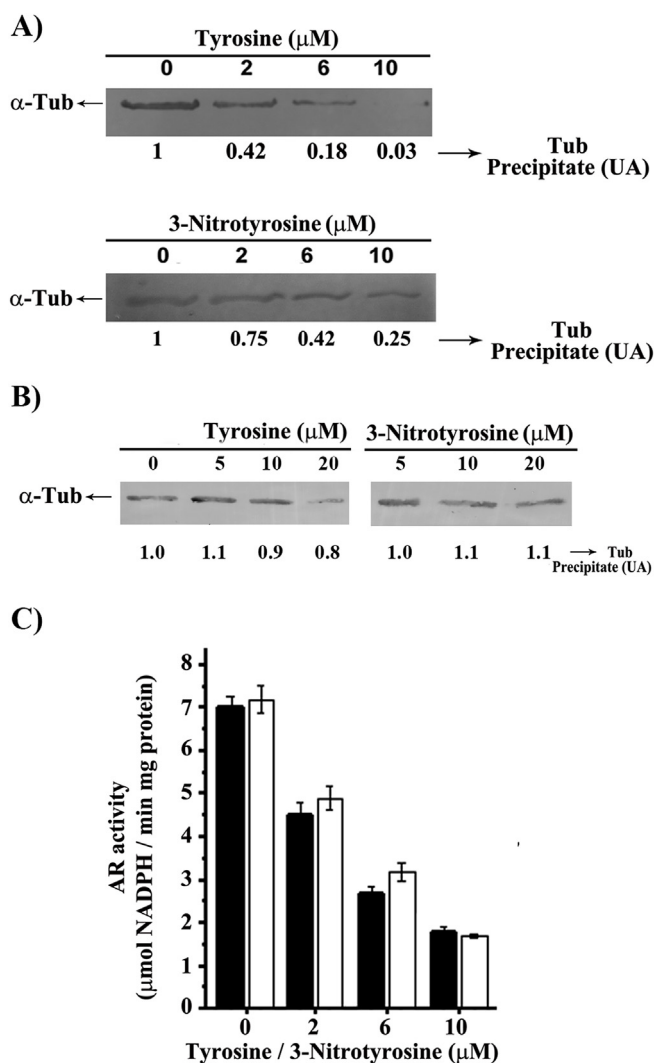 A)
Tyrosine (μM)
0 2 6 10
α-Tub
1 0.42 0.18 0.03
Tub
Precipitate (UA)
3-Nitrotyrosine (μM)
0 2 6 10
α-Tub
1 0.75 0.42 0.25
Tub
Precipitate (UA)
B)
Tyrosine (μM) 3-Nitrotyrosine (μM)
0 5 10 20 5 10 20
α-Tub
1.0 1.1 0.9 0.8 1.0 1.1 1.1
Tub
Precipitate (UA)
C)
AR activity
(μmol NADPH / min mg protein)
8
7
6
5
4
3
2
1
0
0 2 6 10
Tyrosine / 3-Nitrotyrosine (μM)